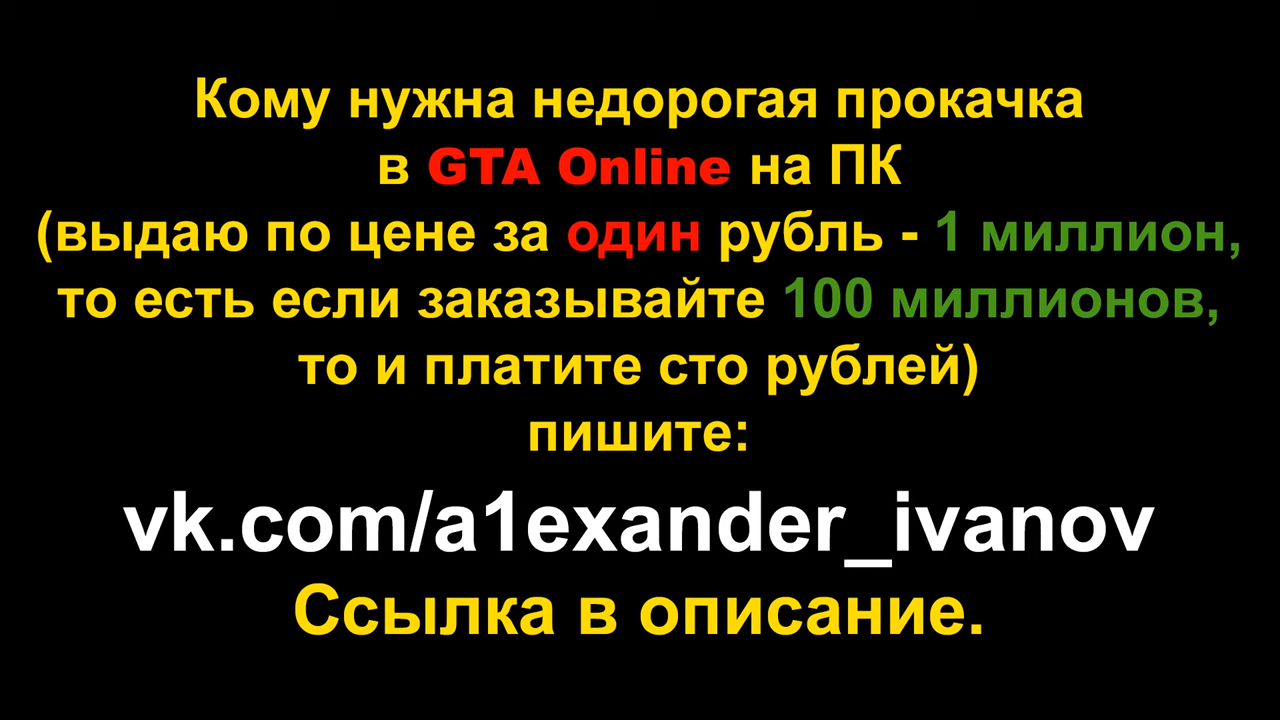 Кому нужна недорогая прокачка
в GTA Online на ПК
(выдаю по цене за один рубль - 1 миллион,
то есть если заказывайте 100 миллионов,
то и платите сто рублей)
пишите:
vk.com/a1exander_ivanov
Ссылка в описание.